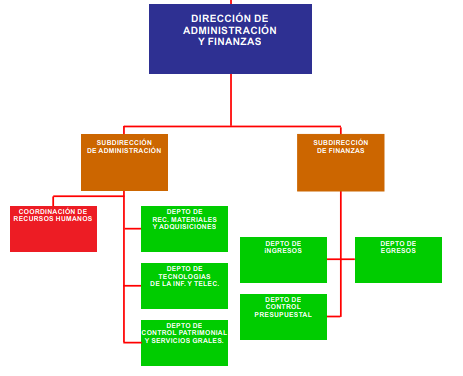 DIRECCIÓN DE
ADMINISTRACIÓN
Y FINANZAS
SUBDIRECCIÓN
DE ADMINISTRACIÓN
SUBDIRECCIÓN
DE FINANZAS
COORDINACIÓN DE
RECURSOS HUMANOS
DEPTO DE
REC. MATERIALES
Y ADQUISICIONES
DEPTO DE
TECNOLOGIAS
DE LA INF. Y TELEC.
DEPTO DE
CONTROL PATRIMONIAL
Y SERVICIOS GRALES.
DEPTO DE
INGRESOS
DEPTO DE
EGRESOS
DEPTO DE
CONTROL
PRESUPUESTAL